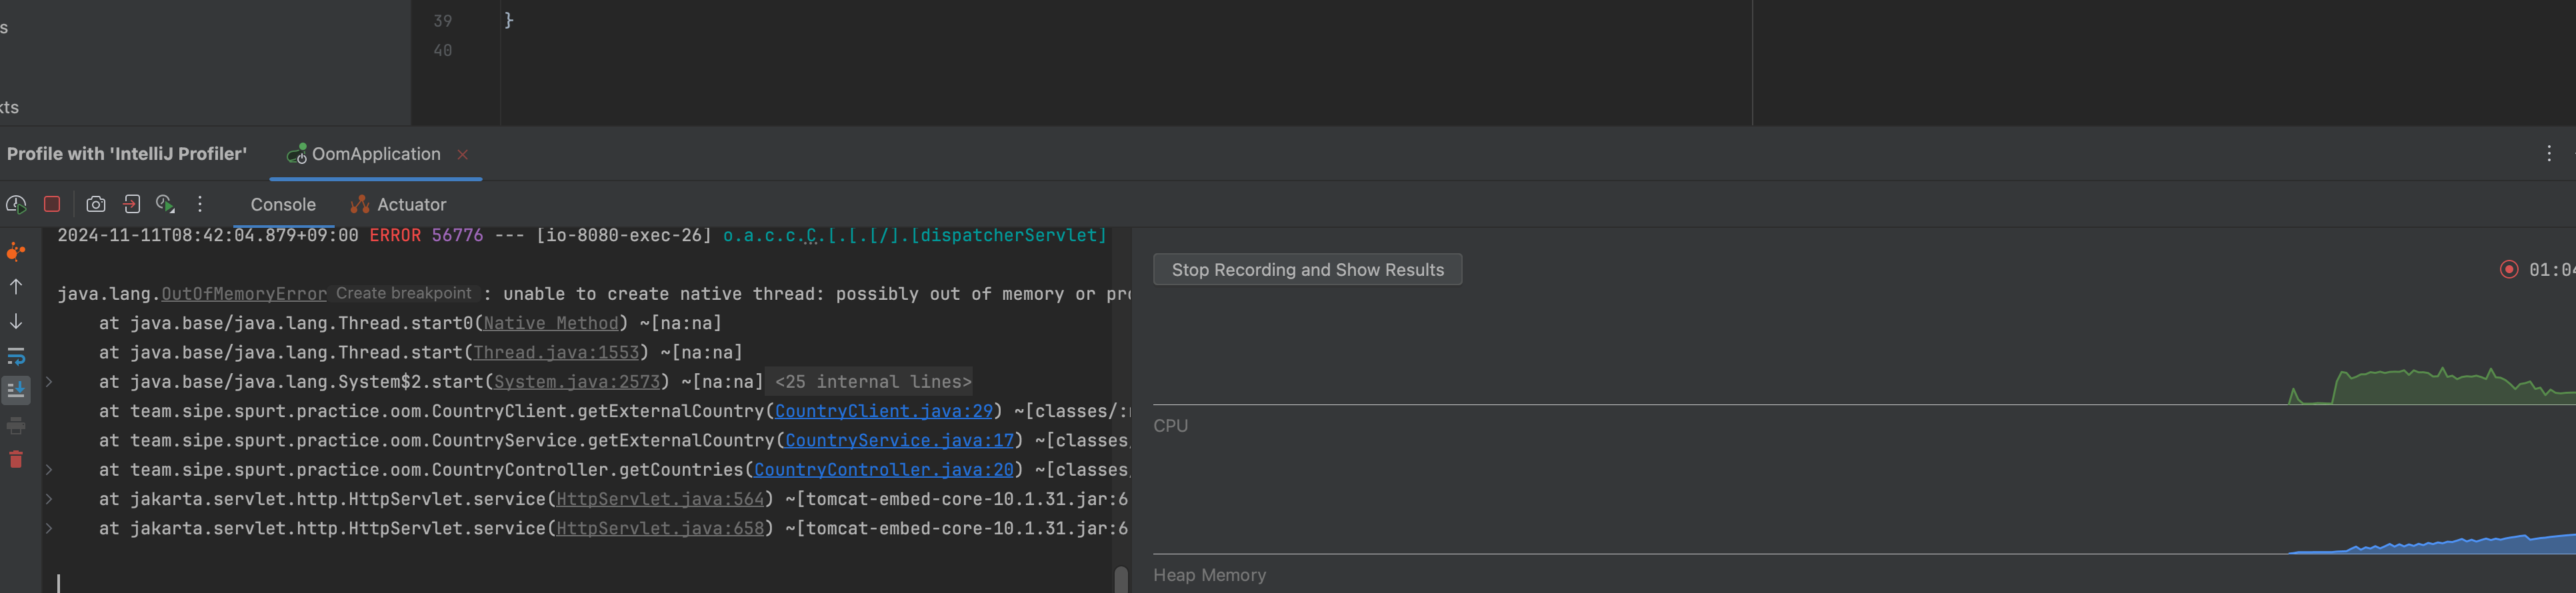 39 }
s
40
kts
Profile with 'IntelliJ Profiler' OomApplication
Console Actuator
2024-11-11T08:42:04.879+09:00 ERROR 56776 --- [io-8080-exec-26] o.a.c.c.C.[.[.[/].[dispatcherServlet]
Stop Recording and Show Results 01:04
java.lang.OutOfMemoryError Create breakpoint : unable to create native thread: possibly out of memory or pro
at java.base/java.lang.Thread.start0(Native Method) ~[na:na]
at java.base/java.lang.Thread.start(Thread.java:1553) ~[na:na]
at java.base/java.lang.System$2.start(System.java:2573) ~[na:na] <25 internal lines>
at team.sipe.spurt.practice.oom.CountryClient.getExternalCountry(CountryClient.java:29) ~[classes/:n
CPU
at team.sipe.spurt.practice.oom.CountryService.getExternalCountry(CountryService.java:17) ~[classes/
at team.sipe.spurt.practice.oom.CountryController.getCountries(CountryController.java:20) ~[classes/
at jakarta.servlet.http.HttpServlet.service(HttpServlet.java:564) ~[tomcat-embed-core-10.1.31.jar:6
at jakarta.servlet.http.HttpServlet.service(HttpServlet.java:658) ~[tomcat-embed-core-10.1.31.jar:6
Heap Memory